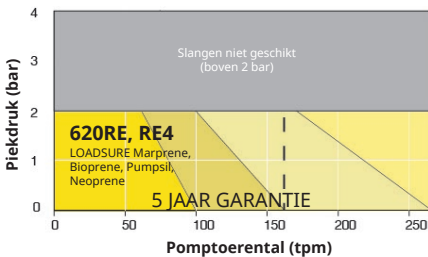 4
Slangen niet geschikt
(boven 2 bar)
3
Piekdruk (bar)
2
620RE, RE4
LOADSURE Marprene,
Bioprene, Pumpsil,
Neoprene
1
5 JAAR GARANTIE
0
0 50 100 150 200 250
Pomptoerental (tpm)